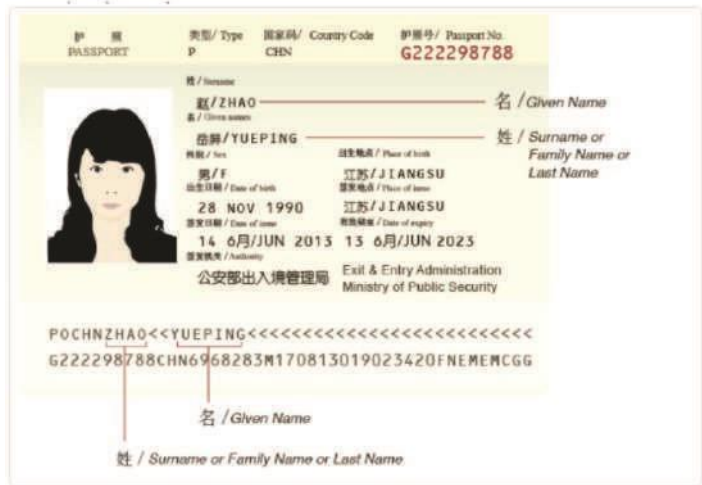 护 照 类型/ Type 国家码/ Country Code 护照号/ Passport No.
PASSPORT P CHN G222298788
姓/ Surname
赵/ZHAO 名 /Given Name
名/ Given names
岳屏/YUEPING 姓 / Surname or
Family Name or
Last Name
性别/ Sex 出生地点/ Place of birth
男/F 江苏/JIANGSU
出生日期/ Date of birth 签发地点/ Place of issue
28 NOV 1990 江苏/JIANGSU
签发日期/ Date of issue 有效期至/ Date of expiry
14 6月/JUN 2013 13 6月/JUN 2023
签发机关/ Authority
公安部出入境管理局 Exit & Entry Administration
Ministry of Public Security
POCHNZHAO<<YUEPING<<<<<<<<<<<<<<<<<<<<<<<<<<
G222298788CHN6968283M170813019023420FNEMEMCGG
名 /Given Name
姓 / Surname or Family Name or Last Name